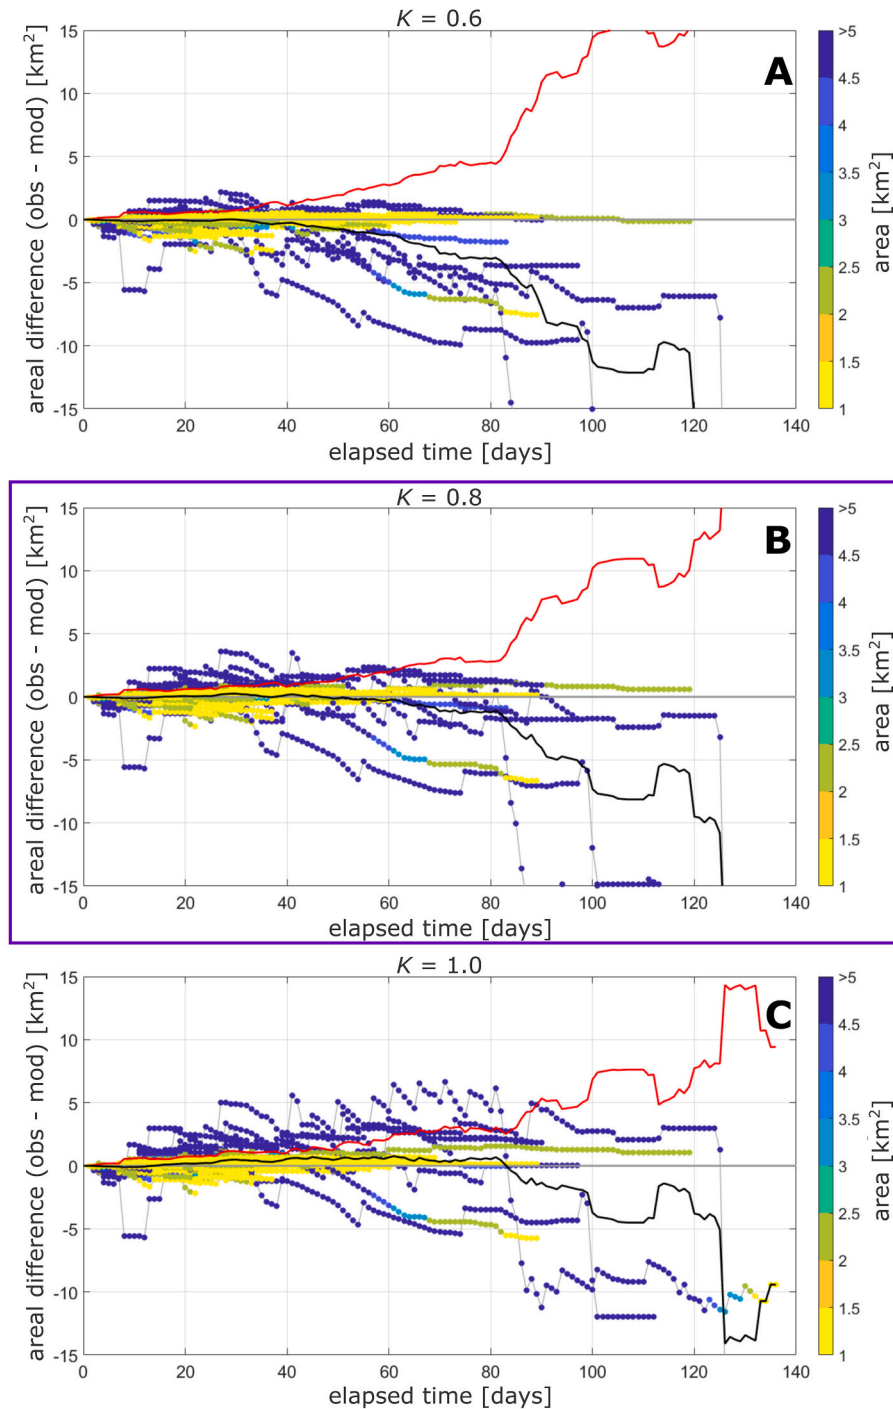 K = 0.6
A
areal difference (obs - mod) [km²]
15
10
5
0
-5
-10
-15
0 20 40 60 80 100 120 140
elapsed time [days]
>5
4.5
4
3.5
3
2.5
2
1.5
1
area [km²]
K = 0.8
B
areal difference (obs - mod) [km²]
15
10
5
0
-5
-10
-15
0 20 40 60 80 100 120 140
elapsed time [days]
>5
4.5
4
3.5
3
2.5
2
1.5
1
area [km²]
K = 1.0
C
areal difference (obs - mod) [km²]
15
10
5
0
-5
-10
-15
0 20 40 60 80 100 120 140
elapsed time [days]
>5
4.5
4
3.5
3
2.5
2
1.5
1
area [km²]